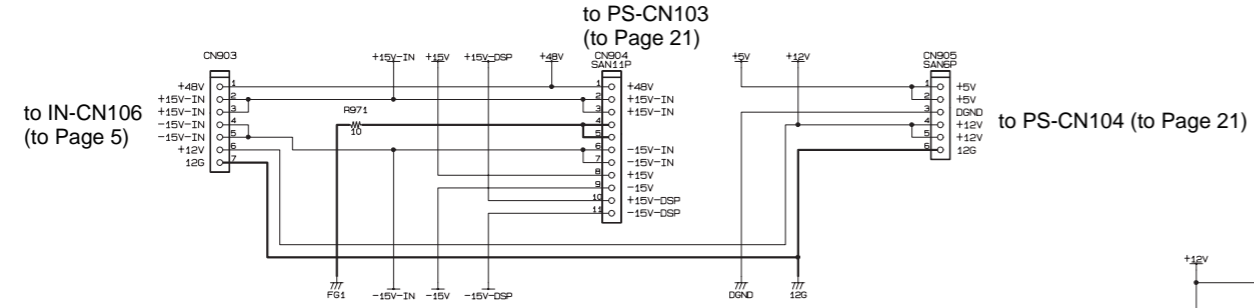 to PS-CN103
(to Page 21)
CN903
+15V-IN
+15V
+15V-DSP
+48V
CN904
SAN11P
+5V
+12V
CN905
SAN6P
to IN-CN106
(to Page 5)
+48V 1
+15V-IN 2
+15V-IN 3
-15V-IN 4
-15V-IN 5
+12V 6
12G 7
R971
10
1 +48V
2 +15V-IN
3 +15V-IN
4
5
6 -15V-IN
7 -15V-IN
8 +15V
9 -15V
10 +15V-DSP
11 -15V-DSP
1 +5V
2 +5V
3 DGND
4 +12V
5 +12V
6 12G
to PS-CN104 (to Page 21)
FG1
-15V-IN
-15V
-15V-DSP
DGND
12G
+12V